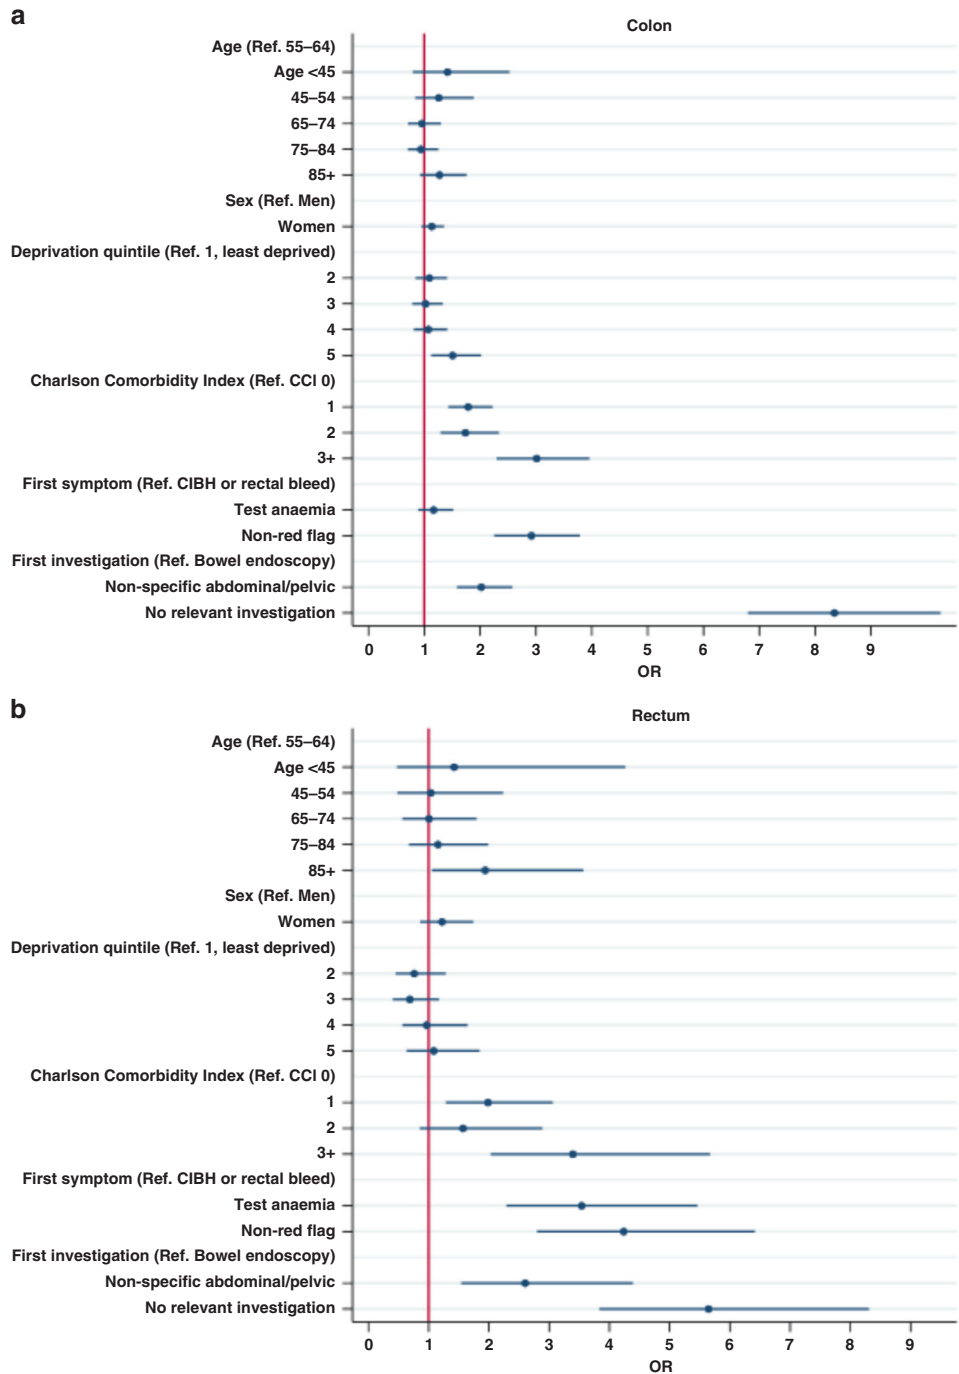 a
Colon
Age (Ref. 55–64)
Age <45
45–54
65–74
75–84
85+
Sex (Ref. Men)
Women
Deprivation quintile (Ref. 1, least deprived)
2
3
4
5
Charlson Comorbidity Index (Ref. CCI 0)
1
2
3+
First symptom (Ref. CIBH or rectal bleed)
Test anaemia
Non-red flag
First investigation (Ref. Bowel endoscopy)
Non-specific abdominal/pelvic
No relevant investigation
0 1 2 3 4 5 6 7 8 9
OR
b
Rectum
Age (Ref. 55–64)
Age <45
45–54
65–74
75–84
85+
Sex (Ref. Men)
Women
Deprivation quintile (Ref. 1, least deprived)
2
3
4
5
Charlson Comorbidity Index (Ref. CCI 0)
1
2
3+
First symptom (Ref. CIBH or rectal bleed)
Test anaemia
Non-red flag
First investigation (Ref. Bowel endoscopy)
Non-specific abdominal/pelvic
No relevant investigation
0 1 2 3 4 5 6 7 8 9
OR